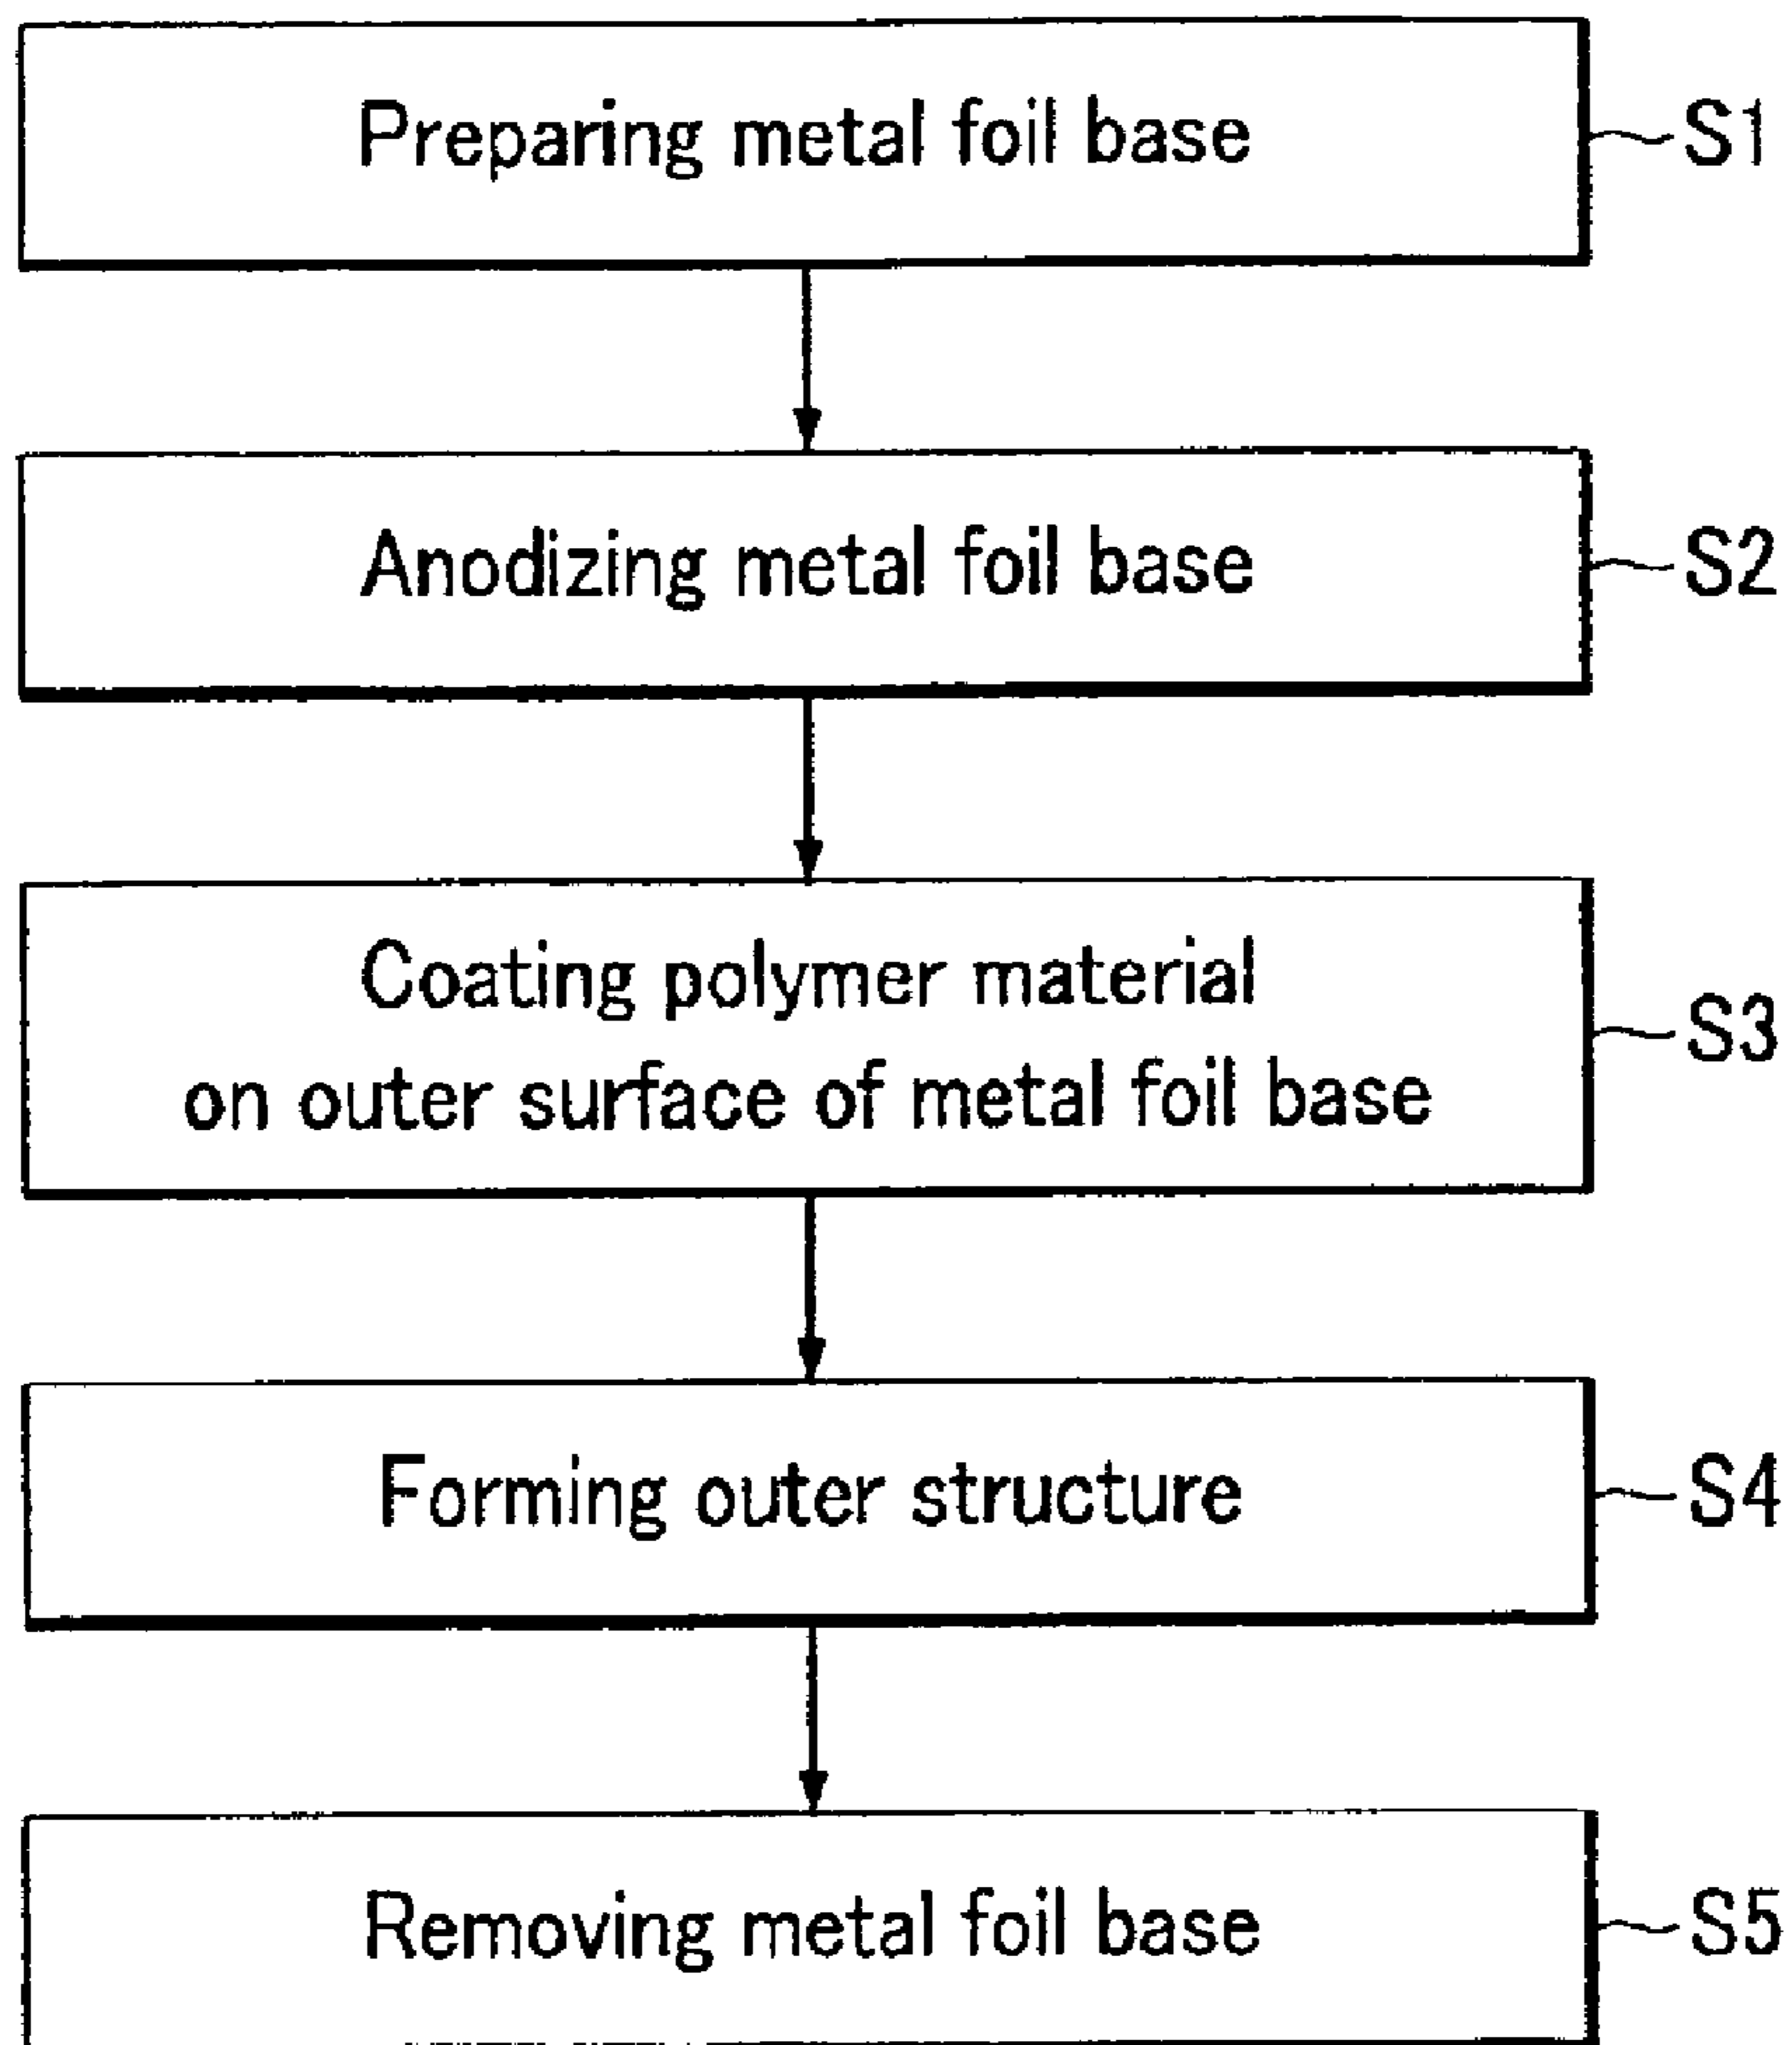 Preparing metal foil base
S1
Anodizing metal foil base
S2
Coating polymer material
on outer surface of metal foil base
S3
Forming outer structure
S4
Removing metal foil base
S5